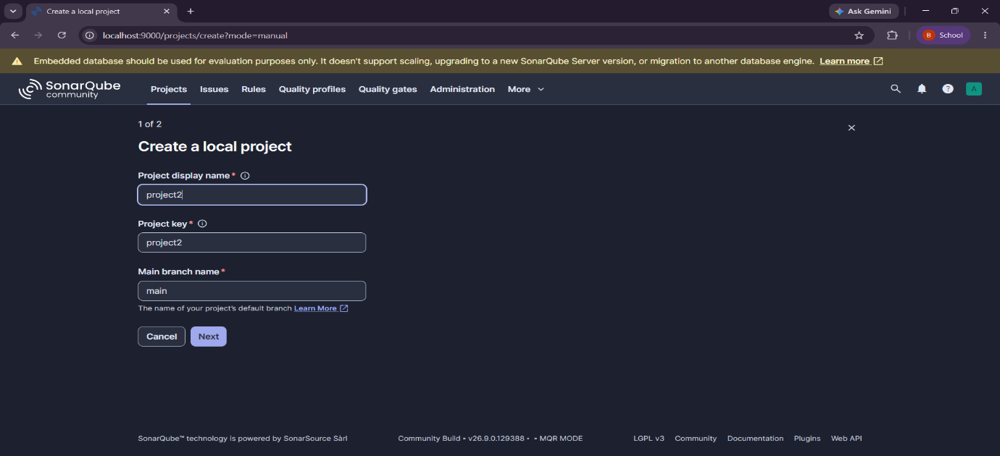 Create a local project
Ask Gemini
localhost:9000/projects/create?mode=manual
B School
Embedded database should be used for evaluation purposes only. It doesn't support scaling, upgrading to a new SonarQube Server version, or migration to another database engine. Learn more
SonarQube
community
Projects Issues Rules Quality profiles Quality gates Administration More
? A
1 of 2
Create a local project
Project display name *
project2
Project key *
project2
Main branch name *
main
The name of your project's default branch Learn More
Cancel Next
SonarQube™ technology is powered by SonarSource Sàrl Community Build • v26.9.0.129388 • • MQR MODE LGPL v3 Community Documentation Plugins Web API